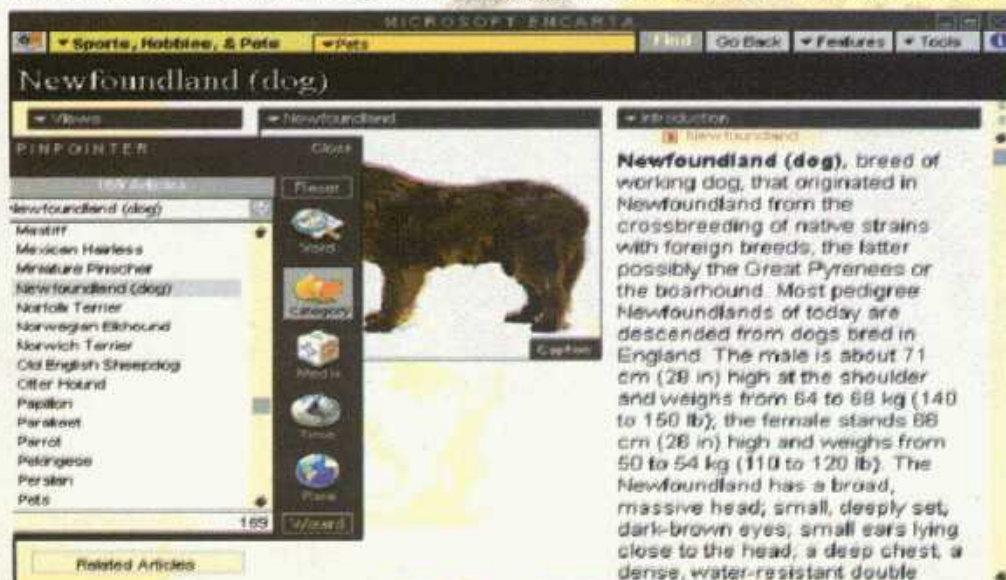 MICROSOFT ENCARTA
Sports, Hobbies, & Pets
Pets
Find
Go Back
Features
Tools
Newfoundland (dog)
Views
Newfoundland
Introduction
Newfoundland
PINPOINTER
Close
169 Articles
Reset
Newfoundland (dog)
Mastiff
Mexican Hairless
Miniature Pinscher
Newfoundland (dog)
Norfolk Terrier
Norwegian Elkhound
Norwich Terrier
Old English Sheepdog
Otter Hound
Papillon
Parakeet
Parrot
Pekingese
Persian
Pets
169
Word
Category
Media
Time
Place
Wizard
Caption
Related Articles
Newfoundland (dog), breed of
working dog, that originated in
Newfoundland from the
crossbreeding of native strains
with foreign breeds, the latter
possibly the Great Pyrenees or
the boarhound. Most pedigree
Newfoundlands of today are
descended from dogs bred in
England. The male is about 71
cm (28 in) high at the shoulder
and weighs from 64 to 68 kg (140
to 150 lb); the female stands 66
cm (26 in) high and weighs from
50 to 54 kg (110 to 120 lb). The
Newfoundland has a broad,
massive head; small, deeply set,
dark-brown eyes; small ears lying
close to the head; a deep chest; a
dense, water-resistant double